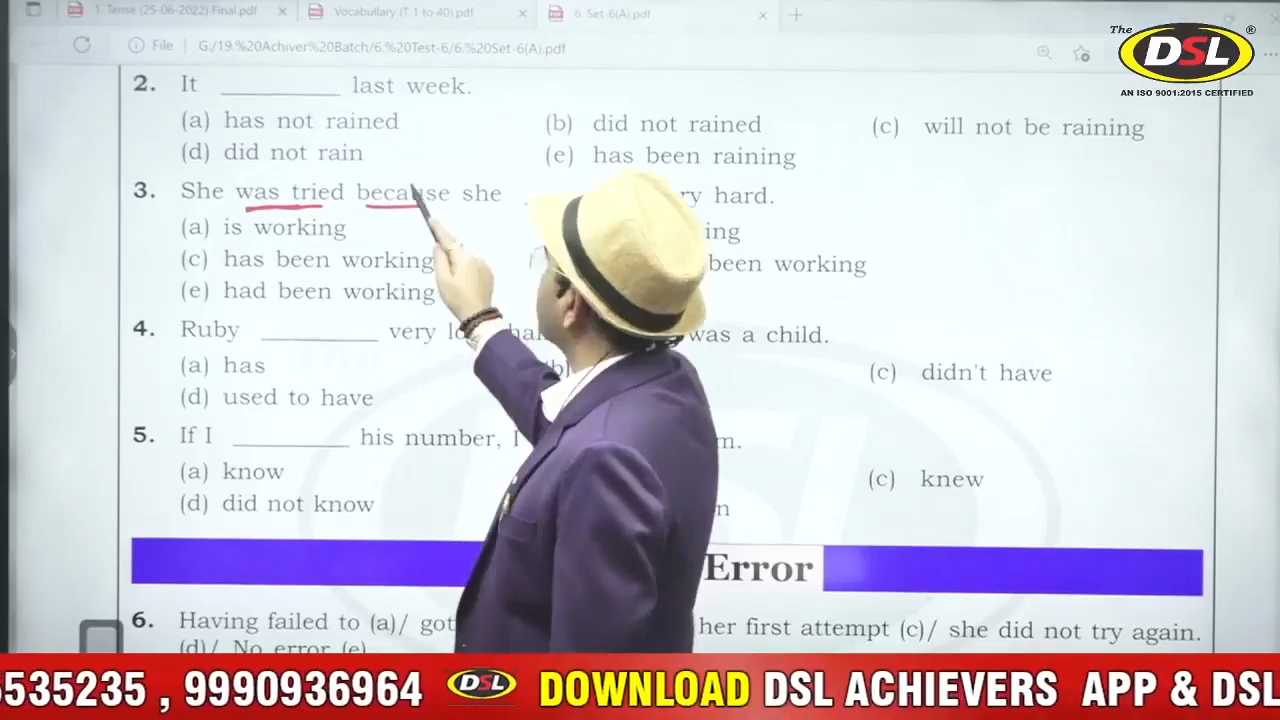 1. Tense (25-06-2022) Final.pdf
Vocabullary (T 1 to 40).pdf
6. Set-6(A).pdf
File G:/19.%20Achiver%20Batch/6.%20Test-6/6.%20Set-6(A).pdf
The DSL ®
AN ISO 9001:2015 CERTIFIED
2. It __________ last week.
(a) has not rained (b) did not rained (c) will not be raining
(d) did not rain (e) has been raining
3. She was tried because she hard.
(a) is working
(c) has been working been working
(e) had been working
4. Ruby __________ very was a child.
(a) has (b) (c) didn't have
(d) used to have
5. If I __________ his number, I
(a) know (c) knew
(d) did not know
Error
6. Having failed to (a)/ got her first attempt (c)/ she did not try again.
(d)/ No error (e)
5535235 , 9990936964 DSL DOWNLOAD DSL ACHIEVERS APP & DSL